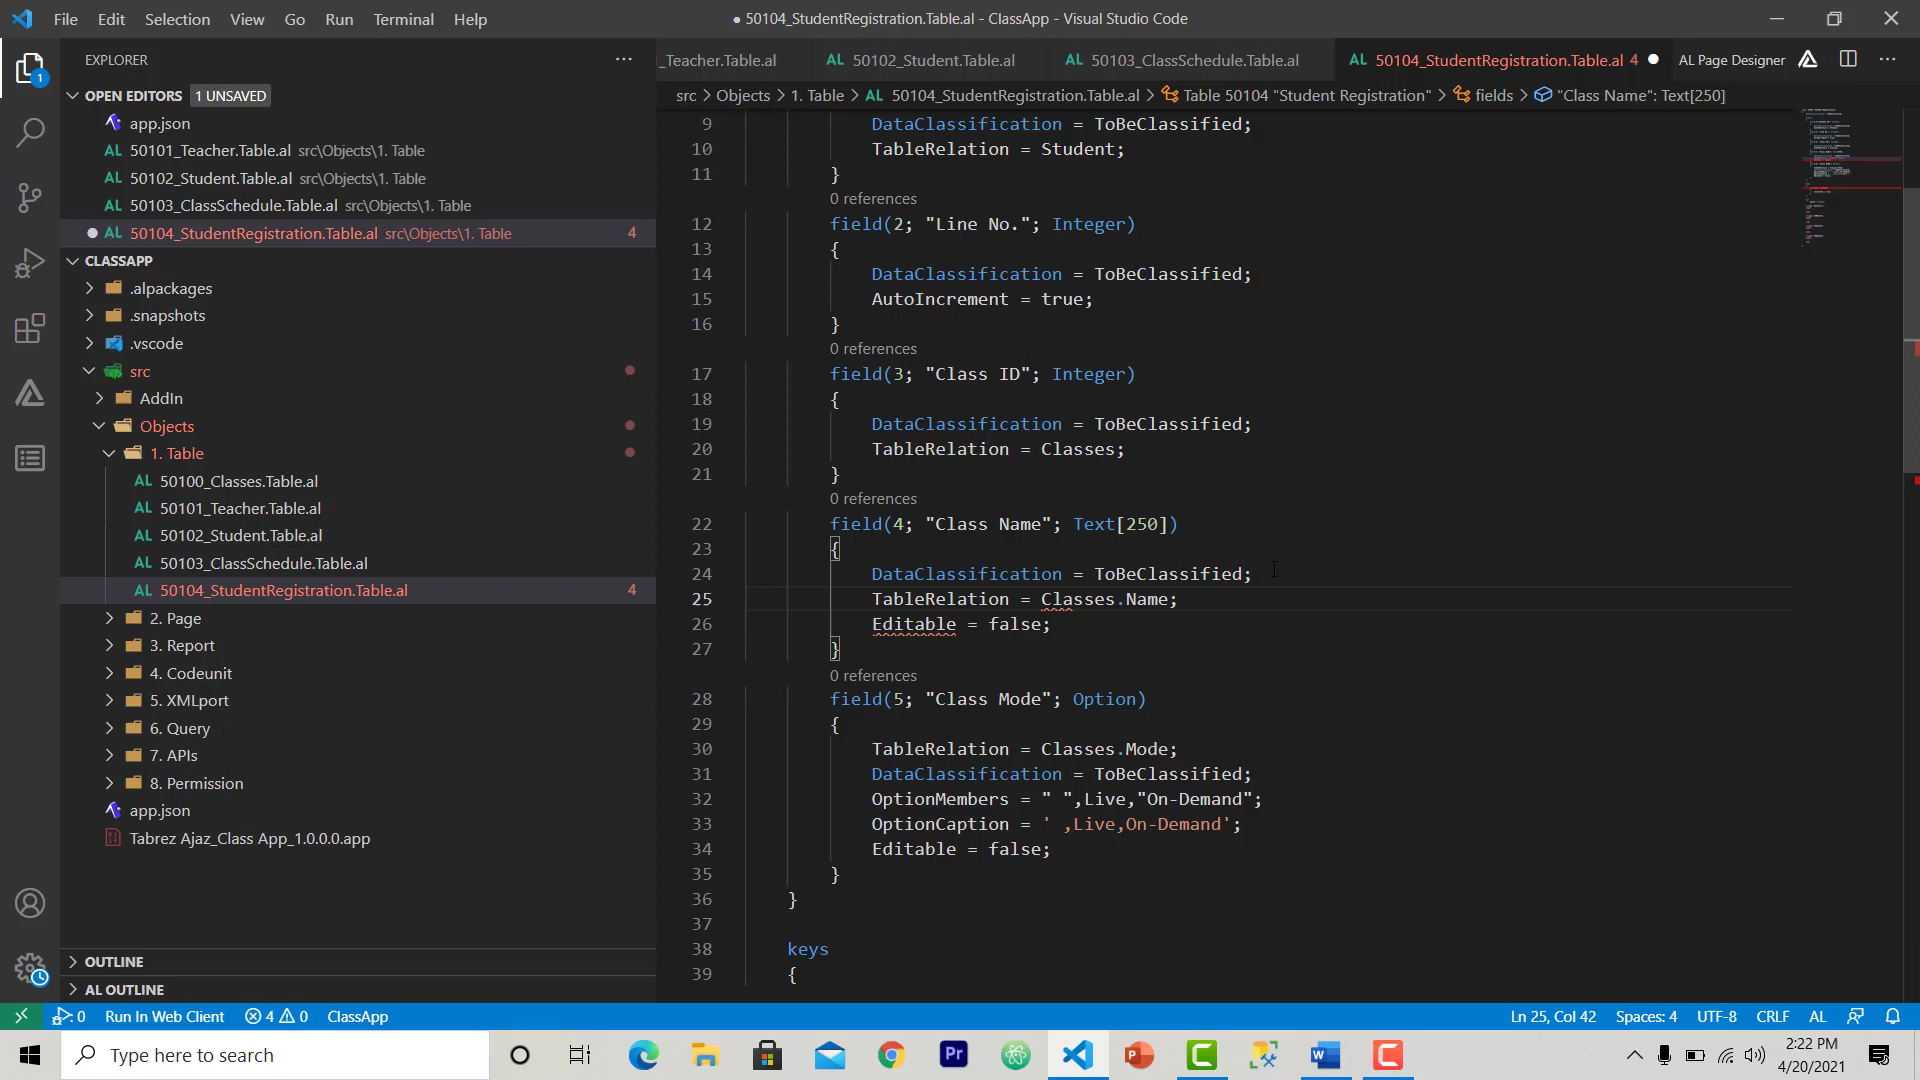 File Edit Selection View Go Run Terminal Help
● 50104_StudentRegistration.Table.al - ClassApp - Visual Studio Code
EXPLORER
_Teacher.Table.al
AL 50102_Student.Table.al
AL 50103_ClassSchedule.Table.al
AL 50104_StudentRegistration.Table.al 4 ●
AL Page Designer
src > Objects > 1. Table > AL 50104_StudentRegistration.Table.al > Table 50104 "Student Registration" > fields > "Class Name": Text[250]
1
OPEN EDITORS 1 UNSAVED
app.json
AL 50101_Teacher.Table.al src\Objects\1. Table
AL 50102_Student.Table.al src\Objects\1. Table
AL 50103_ClassSchedule.Table.al src\Objects\1. Table
● AL 50104_StudentRegistration.Table.al src\Objects\1. Table 4
CLASSAPP
.alpackages
.snapshots
.vscode
src
AddIn
Objects
1. Table
AL 50100_Classes.Table.al
AL 50101_Teacher.Table.al
AL 50102_Student.Table.al
AL 50103_ClassSchedule.Table.al
AL 50104_StudentRegistration.Table.al 4
2. Page
3. Report
4. Codeunit
5. XMLport
6. Query
7. APIs
8. Permission
app.json
Tabrez Ajaz_Class App_1.0.0.0.app
OUTLINE
AL OUTLINE
9 DataClassification = ToBeClassified;
10 TableRelation = Student;
11 }
0 references
12 field(2; "Line No."; Integer)
13 {
14 DataClassification = ToBeClassified;
15 AutoIncrement = true;
16 }
0 references
17 field(3; "Class ID"; Integer)
18 {
19 DataClassification = ToBeClassified;
20 TableRelation = Classes;
21 }
0 references
22 field(4; "Class Name"; Text[250])
23 {
24 DataClassification = ToBeClassified;
25 TableRelation = Classes.Name;
26 Editable = false;
27 }
0 references
28 field(5; "Class Mode"; Option)
29 {
30 TableRelation = Classes.Mode;
31 DataClassification = ToBeClassified;
32 OptionMembers = " ",Live,"On-Demand";
33 OptionCaption = ' ,Live,On-Demand';
34 Editable = false;
35 }
36 }
37
38 keys
39 {
0 Run In Web Client 4 0 ClassApp
Ln 25, Col 42 Spaces: 4 UTF-8 CRLF AL
Type here to search
Pr
2:22 PM
4/20/2021